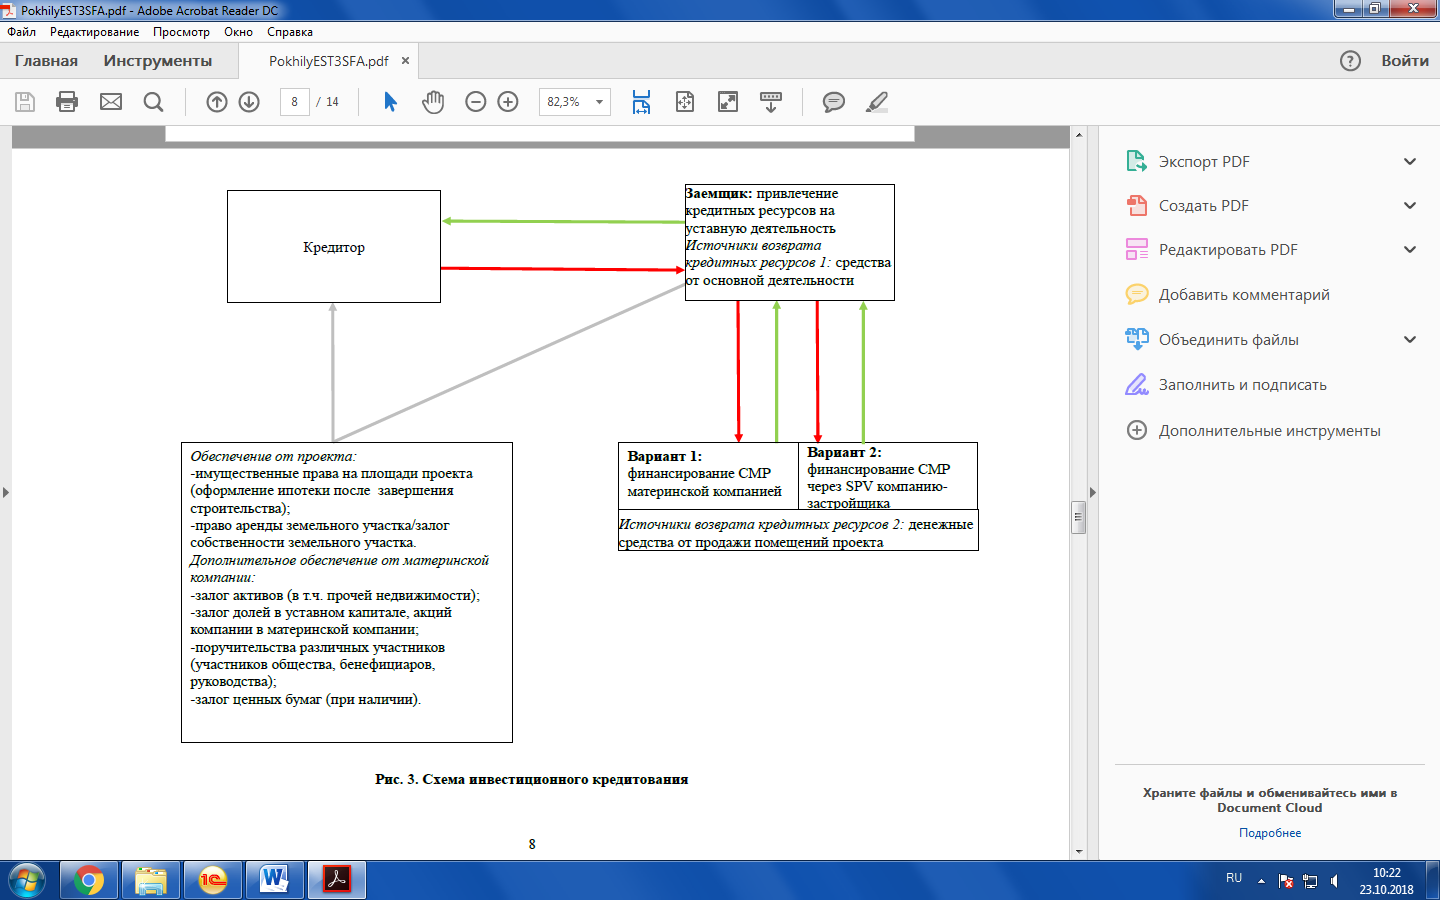 PokhilyEST3SFA.pdf - Adobe Acrobat Reader DC
Файл Редактирование Просмотр Окно Справка
Главная Инструменты PokhilyEST3SFA.pdf × ? Войти
8 / 14 82,3%
Кредитор
Заемщик: привлечение
кредитных ресурсов на
уставную деятельность
Источники возврата
кредитных ресурсов 1: средства
от основной деятельности
Обеспечение от проекта:
-имущественные права на площади проекта
(оформление ипотеки после завершения
строительства);
-право аренды земельного участка/залог
собственности земельного участка.
Дополнительное обеспечение от материнской
компании:
-залог активов (в т.ч. прочей недвижимости);
-залог долей в уставном капитале, акций
компании в материнской компании;
-поручительства различных участников
(участников общества, бенефициаров,
руководства);
-залог ценных бумаг (при наличии).
Вариант 1:
финансирование СМР
материнской компанией
Вариант 2:
финансирование СМР
через SPV компанию-
застройщика
Источники возврата кредитных ресурсов 2: денежные
средства от продажи помещений проекта
Рис. 3. Схема инвестиционного кредитования
8
Экспорт PDF
Создать PDF
Редактировать PDF
Добавить комментарий
Объединить файлы
Заполнить и подписать
Дополнительные инструменты
Храните файлы и обменивайтесь ими в
Document Cloud
Подробнее
1С W RU 10:22
23.10.2018